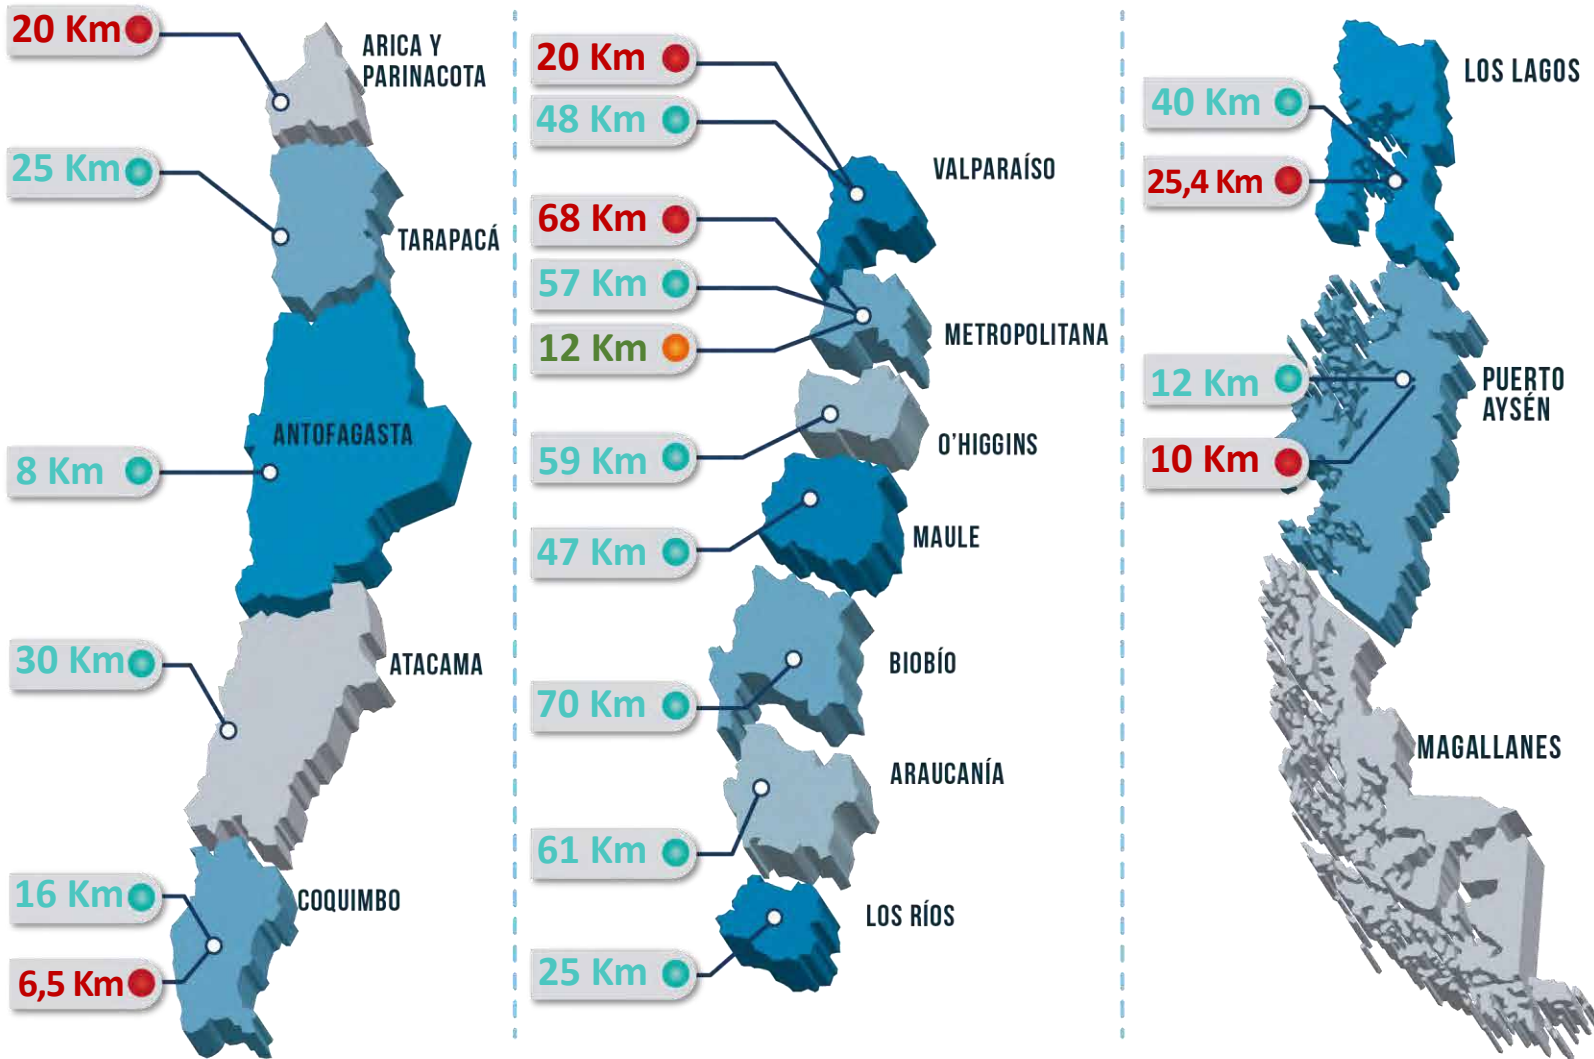 20 Km
ARICA Y
PARINACOTA
25 Km
TARAPACÁ
ANTOFAGASTA
8 Km
30 Km
ATACAMA
16 Km
COQUIMBO
6,5 Km
20 Km
48 Km
VALPARAÍSO
68 Km
57 Km
METROPOLITANA
12 Km
O'HIGGINS
59 Km
MAULE
47 Km
BIOBÍO
70 Km
ARAUCANÍA
61 Km
LOS RÍOS
25 Km
LOS LAGOS
40 Km
25,4 Km
12 Km
PUERTO
AYSÉN
10 Km
MAGALLANES